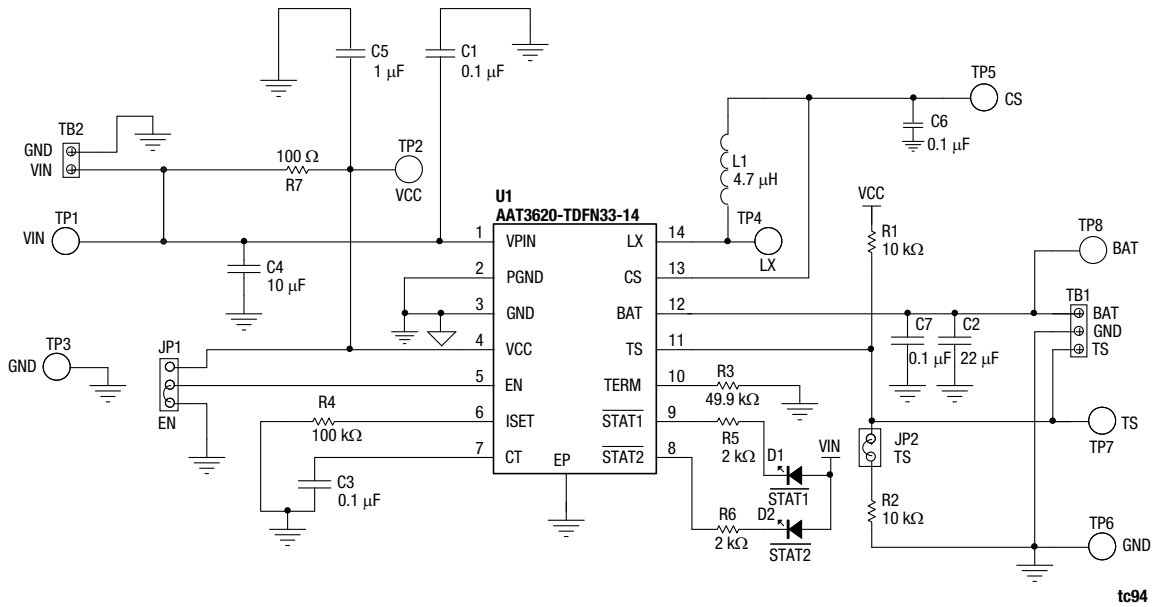 C5
1 μF
C1
0.1 μF
TP5
CS
C6
0.1 μF
TB2
GND
VIN
100 Ω
R7
TP2
VCC
L1
4.7 μH
U1
AAT3620-TDFN33-14
TP4
LX
VCC
R1
10 kΩ
TP8
BAT
TP1
VIN
C4
10 μF
1
VPIN
LX
14
2
PGND
CS
13
3
GND
BAT
12
4
VCC
TS
11
5
EN
TERM
10
6
ISET
STAT1
9
7
CT
STAT2
8
EP
TB1
BAT
GND
TS
C7
0.1 μF
C2
22 μF
TP3
GND
JP1
EN
R3
49.9 kΩ
R4
100 kΩ
R5
2 kΩ
D1
STAT1
VIN
JP2
TS
TS
TP7
C3
0.1 μF
R6
2 kΩ
D2
STAT2
R2
10 kΩ
TP6
GND
tc94